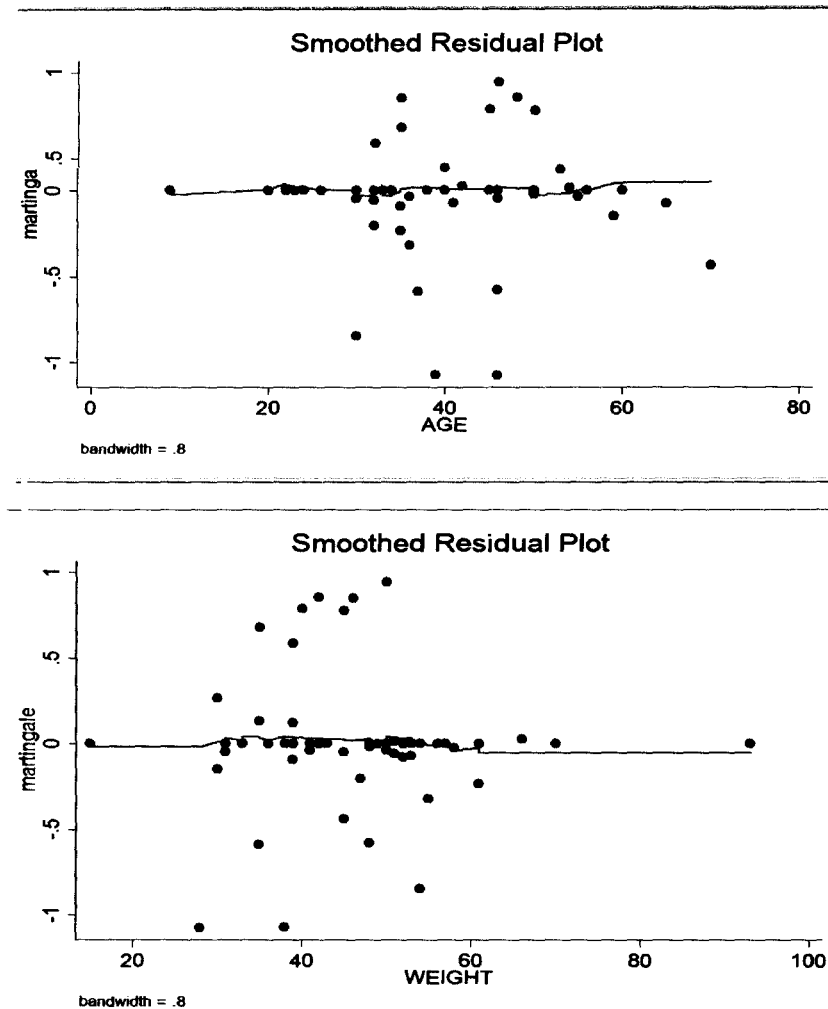 Smoothed Residual Plot
martinga
1
.5
0
-.5
-1
0 20 40 60 80
AGE
bandwidth = .8
Smoothed Residual Plot
martingale
1
.5
0
-.5
-1
20 40 60 80 100
WEIGHT
bandwidth = .8